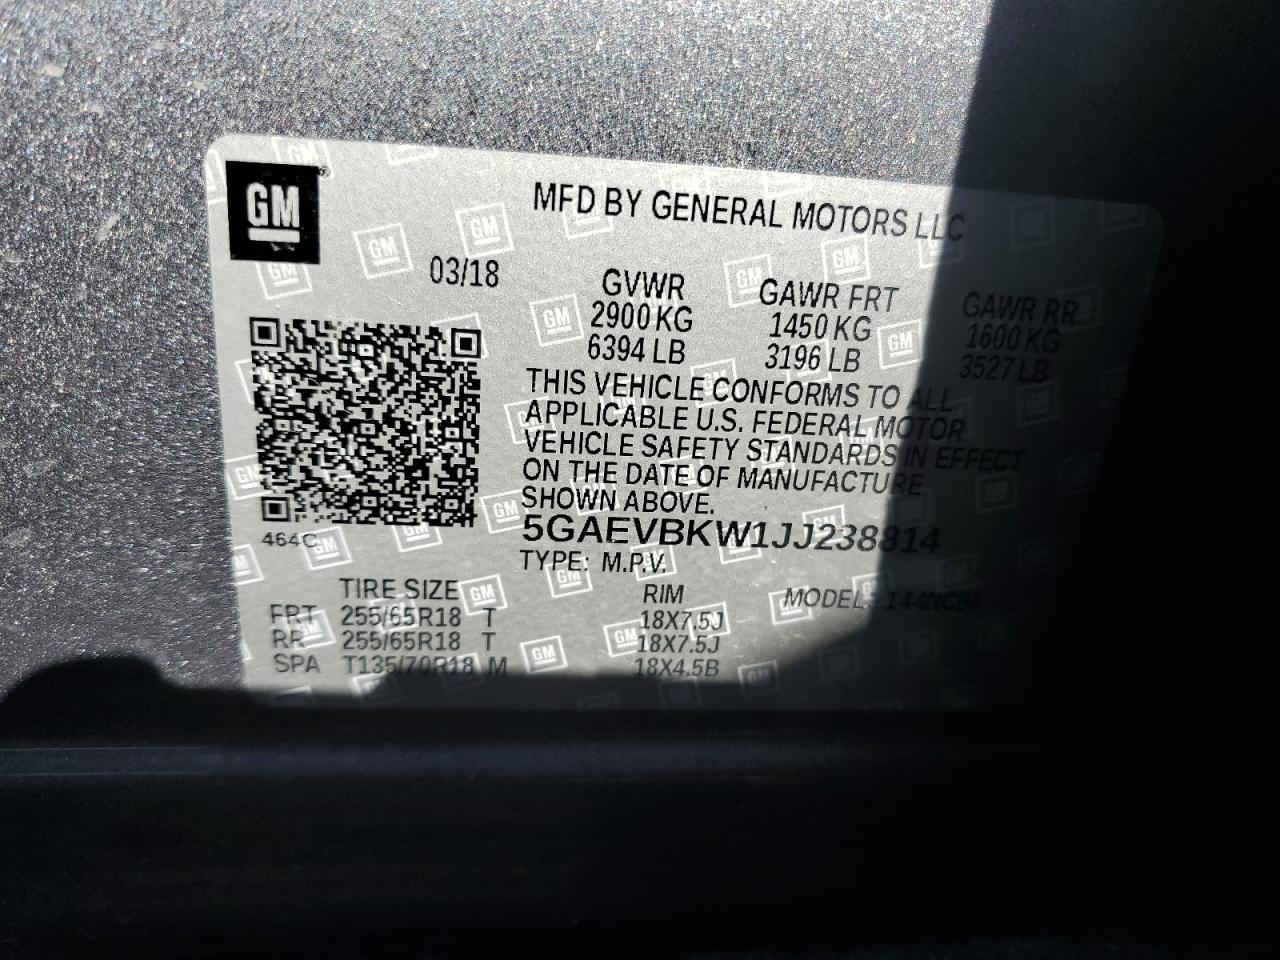 GM
MFD BY GENERAL MOTORS LLC
03/18
GVWR GAWR FRT GAWR RR
2900 KG 1450 KG 1600 KG
6394 LB 3196 LB 3527 LB
THIS VEHICLE CONFORMS TO ALL
APPLICABLE U.S. FEDERAL MOTOR
VEHICLE SAFETY STANDARDS IN EFFECT
ON THE DATE OF MANUFACTURE
SHOWN ABOVE.
464C
5GAEVBKW1JJ238814
TYPE: M.P.V.
TIRE SIZE RIM MODEL:
FRT 255/65R18 T 18X7.5J
RR 255/65R18 T 18X7.5J
SPA T135/70R18 M 18X4.5B